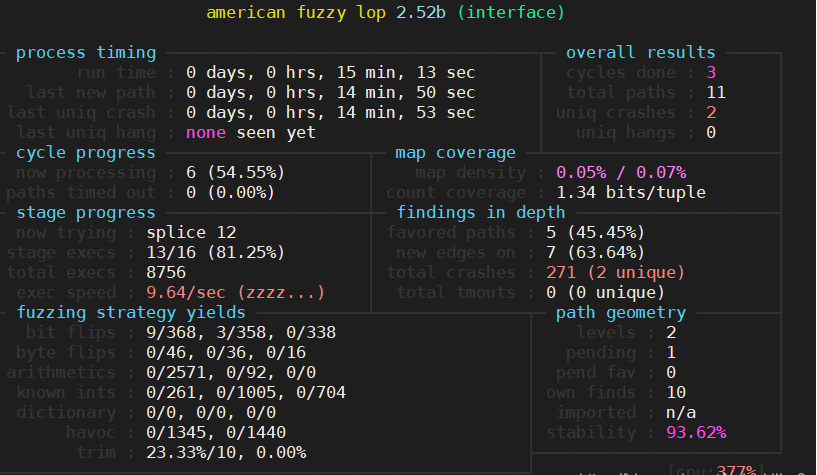 american fuzzy lop 2.52b (interface)
process timing overall results
run time : 0 days, 0 hrs, 15 min, 13 sec cycles done : 3
last new path : 0 days, 0 hrs, 14 min, 50 sec total paths : 11
last uniq crash : 0 days, 0 hrs, 14 min, 53 sec uniq crashes : 2
last uniq hang : none seen yet uniq hangs : 0
cycle progress map coverage
now processing : 6 (54.55%) map density : 0.05% / 0.07%
paths timed out : 0 (0.00%) count coverage : 1.34 bits/tuple
stage progress findings in depth
now trying : splice 12 favored paths : 5 (45.45%)
stage execs : 13/16 (81.25%) new edges on : 7 (63.64%)
total execs : 8756 total crashes : 271 (2 unique)
exec speed : 9.64/sec (zzzz...) total tmouts : 0 (0 unique)
fuzzing strategy yields path geometry
bit flips : 9/368, 3/358, 0/338 levels : 2
byte flips : 0/46, 0/36, 0/16 pending : 1
arithmetics : 0/2571, 0/92, 0/0 pend fav : 0
known ints : 0/261, 0/1005, 0/704 own finds : 10
dictionary : 0/0, 0/0, 0/0 imported : n/a
havoc : 0/1345, 0/1440 stability : 93.62%
trim : 23.33%/10, 0.00%
[cpu:377%]